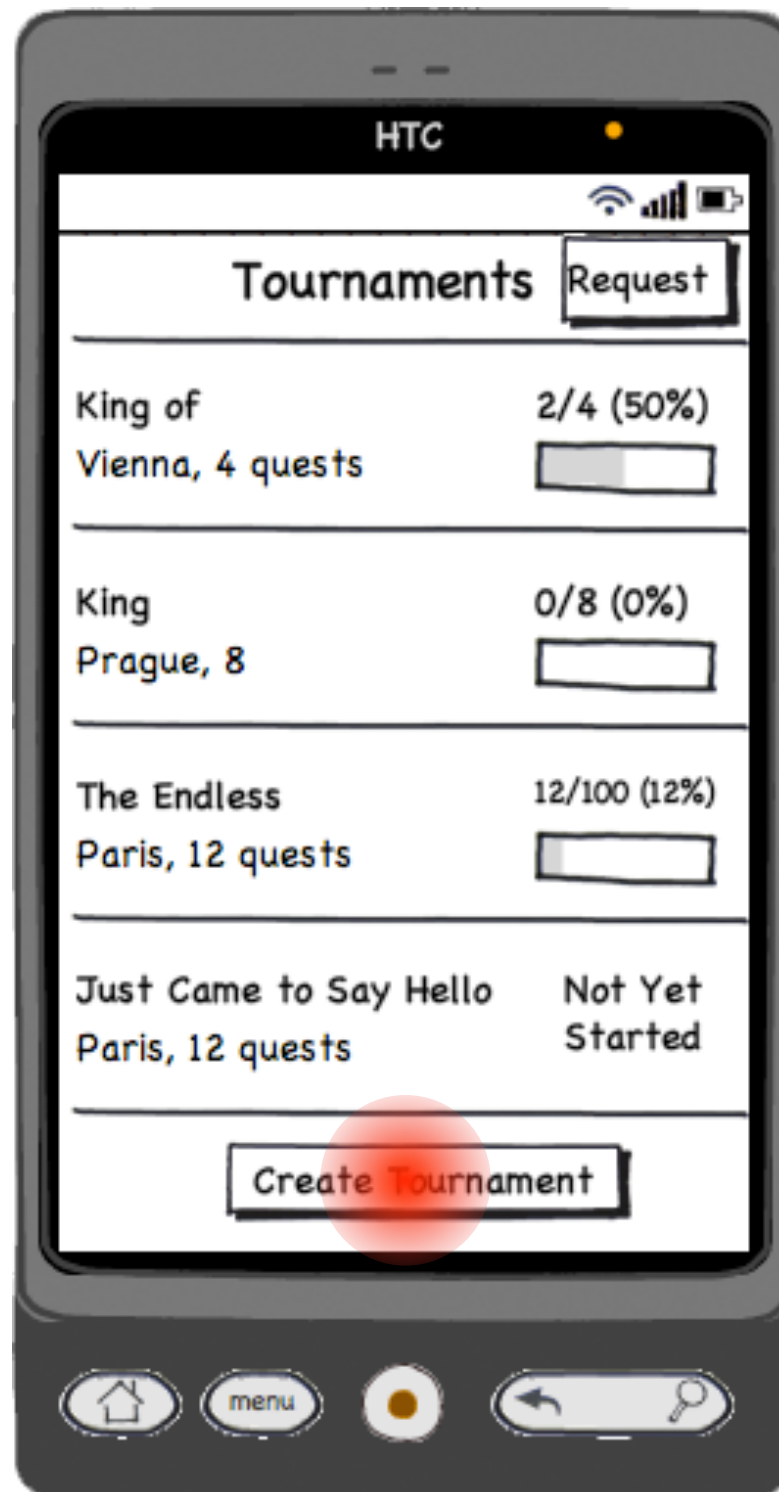 HTC
Tournaments Request
King of 2/4 (50%)
Vienna, 4 quests
King 0/8 (0%)
Prague, 8
The Endless 12/100 (12%)
Paris, 12 quests
Just Came to Say Hello Not Yet
Paris, 12 quests Started
Create Tournament
menu